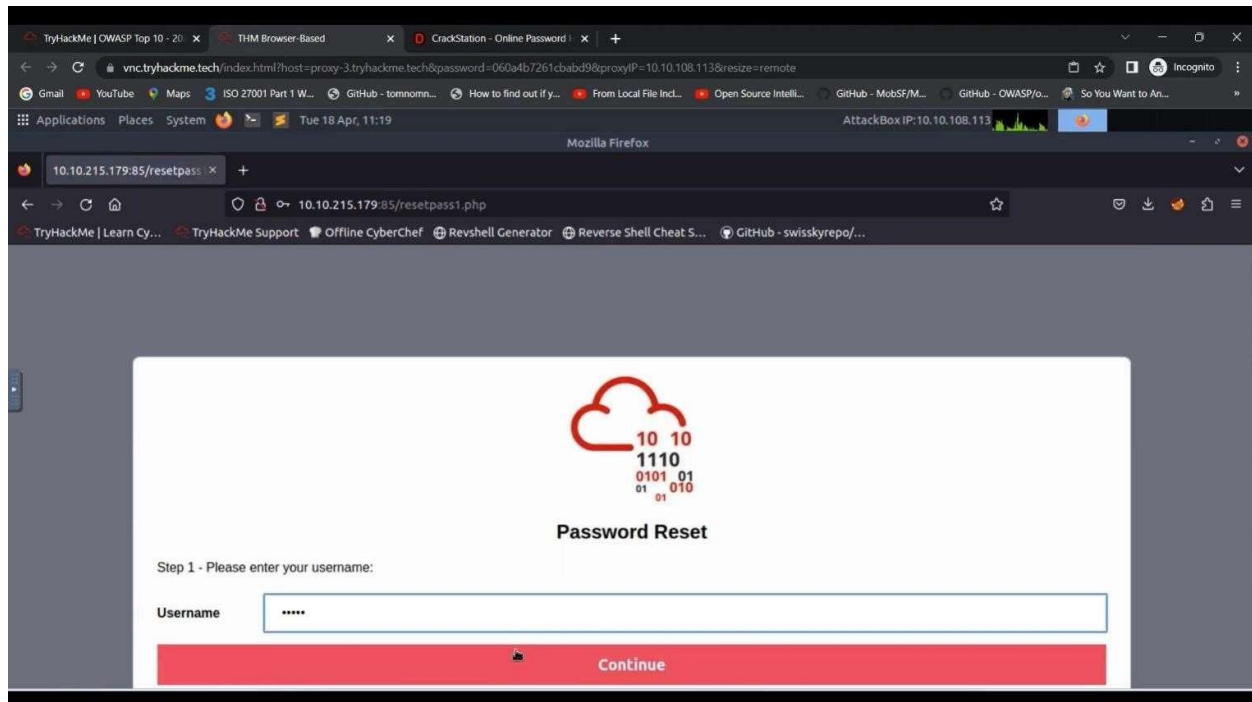 TryHackMe | OWASP Top 10 - 20
THM Browser-Based
CrackStation - Online Password H
vnc.tryhackme.tech/index.html?host=proxy-3.tryhackme.tech&password=060a4b7261cbabd9&proxyIP=10.10.108.113&resize=remote
Incognito
Gmail YouTube Maps ISO 27001 Part 1 W... GitHub - tomnomn... How to find out if y... From Local File Incl... Open Source Intelli... GitHub - MobSF/M... GitHub - OWASP/o... So You Want to An...
Applications Places System Tue 18 Apr, 11:19 AttackBox IP:10.10.108.113
Mozilla Firefox
10.10.215.179:85/resetpass
10.10.215.179:85/resetpass1.php
TryHackMe | Learn Cy... TryHackMe Support Offline CyberChef Revshell Generator Reverse Shell Cheat S... GitHub - swisskyrepo/...
10 10
1110
0101 01
01 010
01
Password Reset
Step 1 - Please enter your username:
Username •••••
Continue